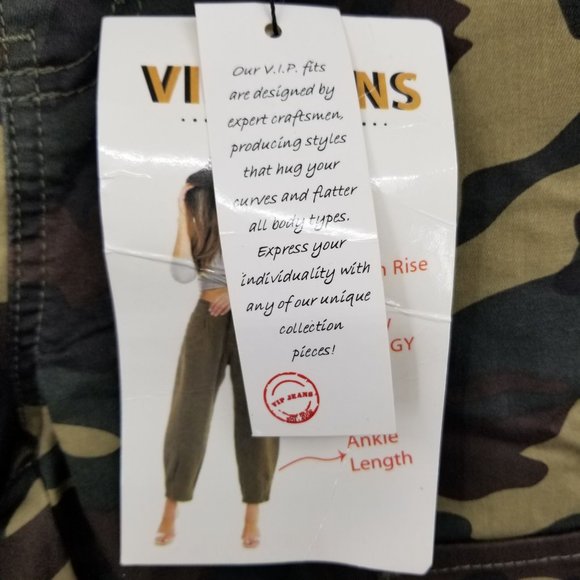 VI
ANS
Our V.I.P. fits
are designed by
expert craftsmen,
producing styles
that hug your
curves and flatter
all body types.
Express your
individuality with
any of our unique
collection
pieces!
VIP JEANS
Rise
GY
Ankle
Length